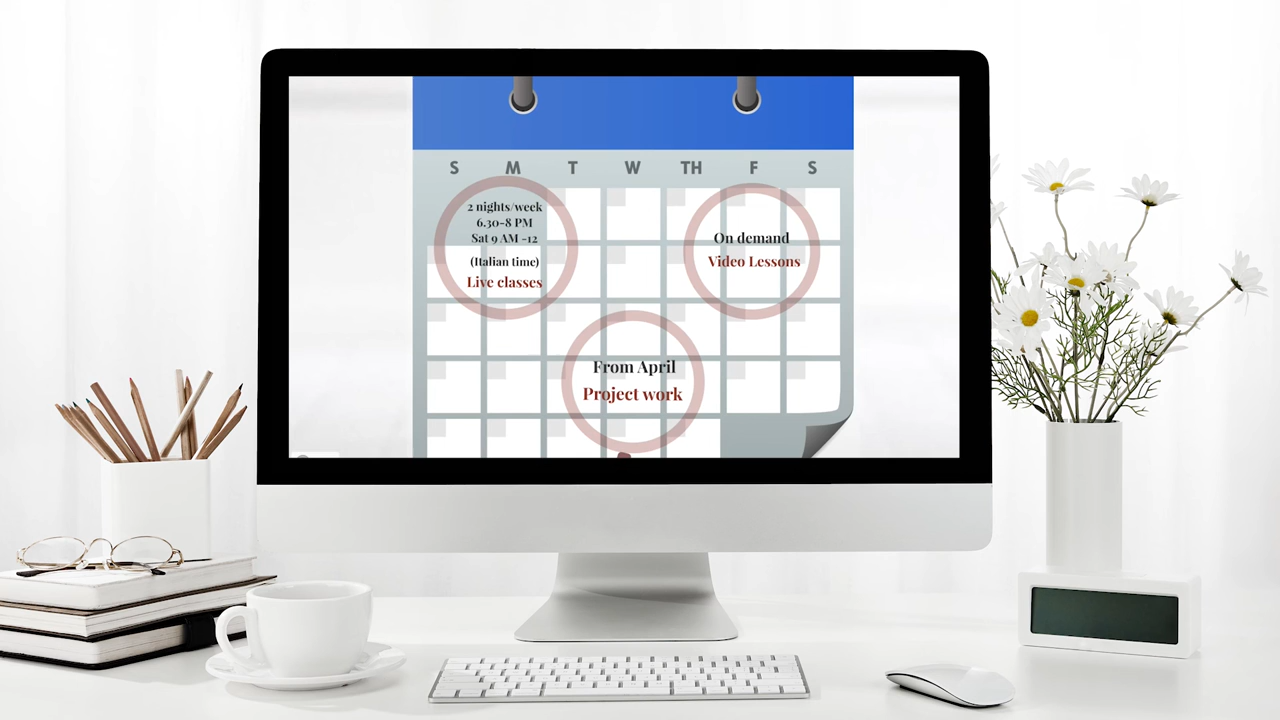 S M T W TH F S
2 nights/week
6.30-8 PM
Sat 9 AM -12
(Italian time)
Live classes
On demand
Video Lessons
From April
Project work